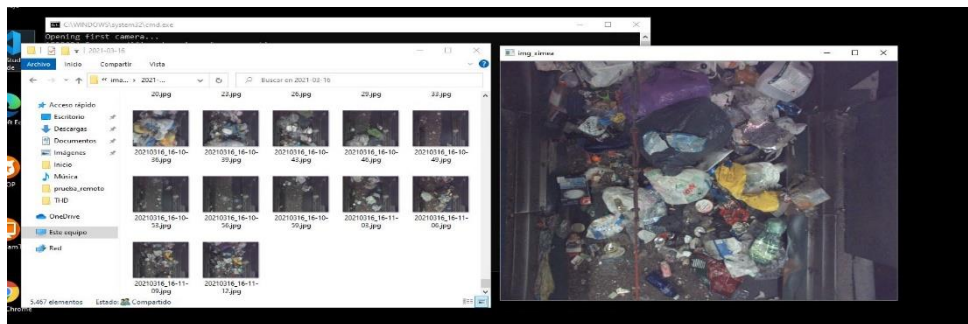 C:\WINDOWS\system32\cmd.exe
Opening first camera...
2021-03-16
Archivo Inicio Compartir Vista
« ima... › 2021-...
Buscar en 2021-03-16
20.jpg 23.jpg 26.jpg 29.jpg 33.jpg
Acceso rápido
Escritorio
Descargas
Documentos
Imágenes
Inicio
Música
prueba_remoto
THD
OneDrive
Este equipo
Red
20210316_16-10-36.jpg
20210316_16-10-39.jpg
20210316_16-10-43.jpg
20210316_16-10-46.jpg
20210316_16-10-49.jpg
20210316_16-10-53.jpg
20210316_16-10-56.jpg
20210316_16-10-59.jpg
20210316_16-11-03.jpg
20210316_16-11-06.jpg
20210316_16-11-09.jpg
20210316_16-11-12.jpg
5,467 elementos Estado: Compartido
img_ximea
Chrome